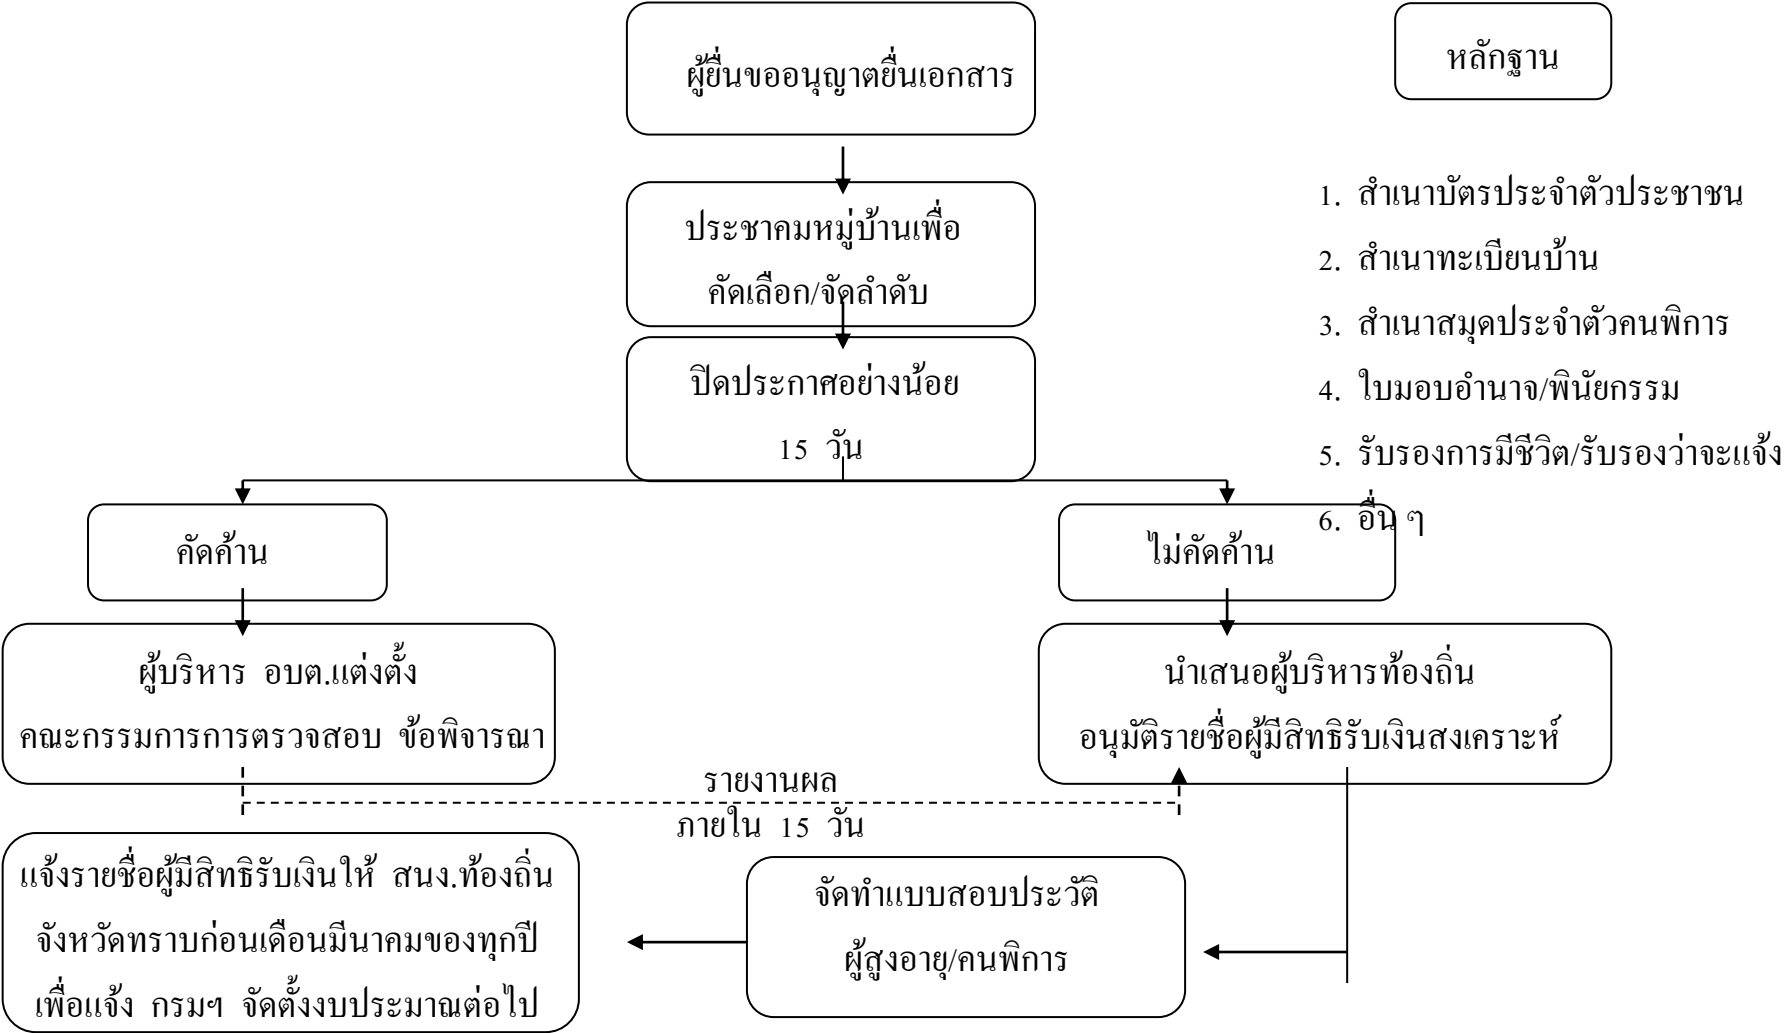 ผู้ยื่นขออนุญาตยื่นเอกสาร
หลักฐาน
ประชาคมหมู่บ้านเพื่อ
คัดเลือก/จัดลำดับ
ปิดประกาศอย่างน้อย
15 วัน
1. สำเนาบัตรประจำตัวประชาชน
2. สำเนาทะเบียนบ้าน
3. สำเนาสมุดประจำตัวคนพิการ
4. ใบมอบอำนาจ/พินัยกรรม
5. รับรองการมีชีวิต/รับรองว่าจะแจ้ง
6. อื่น ๆ
คัดค้าน
ไม่คัดค้าน
ผู้บริหาร อบต.แต่งตั้ง
คณะกรรมการการตรวจสอบ ข้อพิจารณา
นำเสนอผู้บริหารท้องถิ่น
อนุมัติรายชื่อผู้มีสิทธิรับเงินสงเคราะห์
รายงานผล
ภายใน 15 วัน
แจ้งรายชื่อผู้มีสิทธิรับเงินให้ สนง.ท้องถิ่น
จังหวัดทราบก่อนเดือนมีนาคมของทุกปี
เพื่อแจ้ง กรมฯ จัดตั้งงบประมาณต่อไป
จัดทำแบบสอบประวัติ
ผู้สูงอายุ/คนพิการ